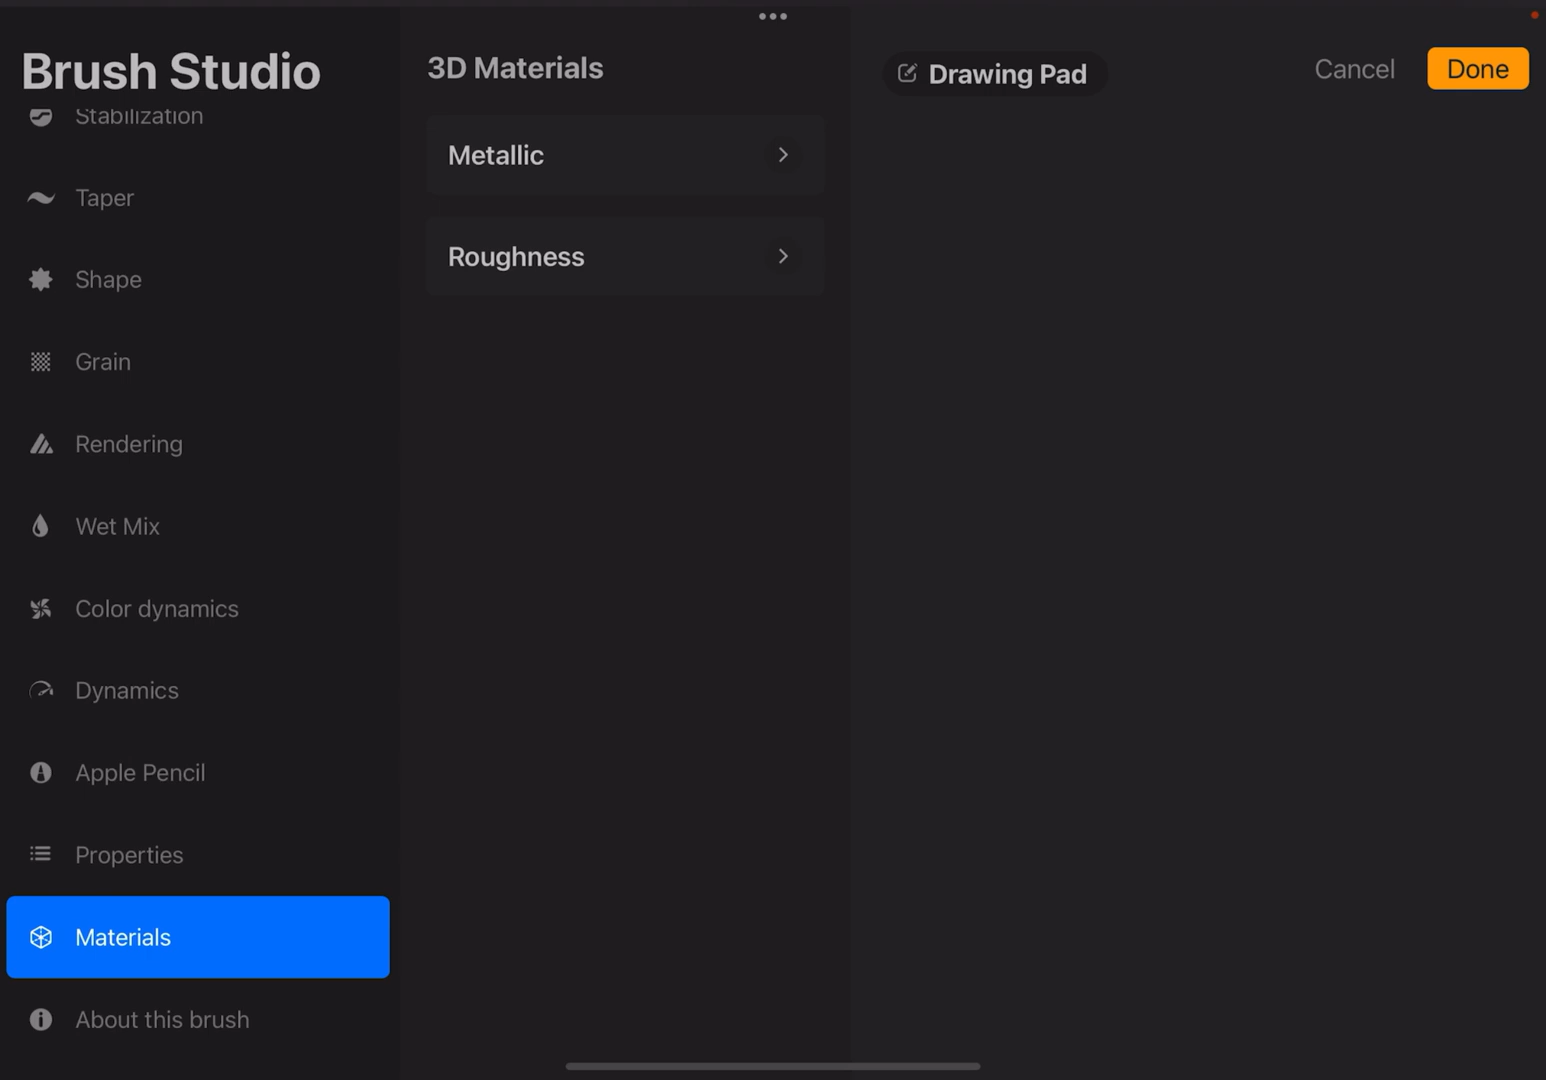 Brush Studio
Stabilization
Taper
Shape
Grain
Rendering
Wet Mix
Color dynamics
Dynamics
Apple Pencil
Properties
Materials
About this brush
3D Materials
Metallic
Roughness
Drawing Pad
Cancel
Done